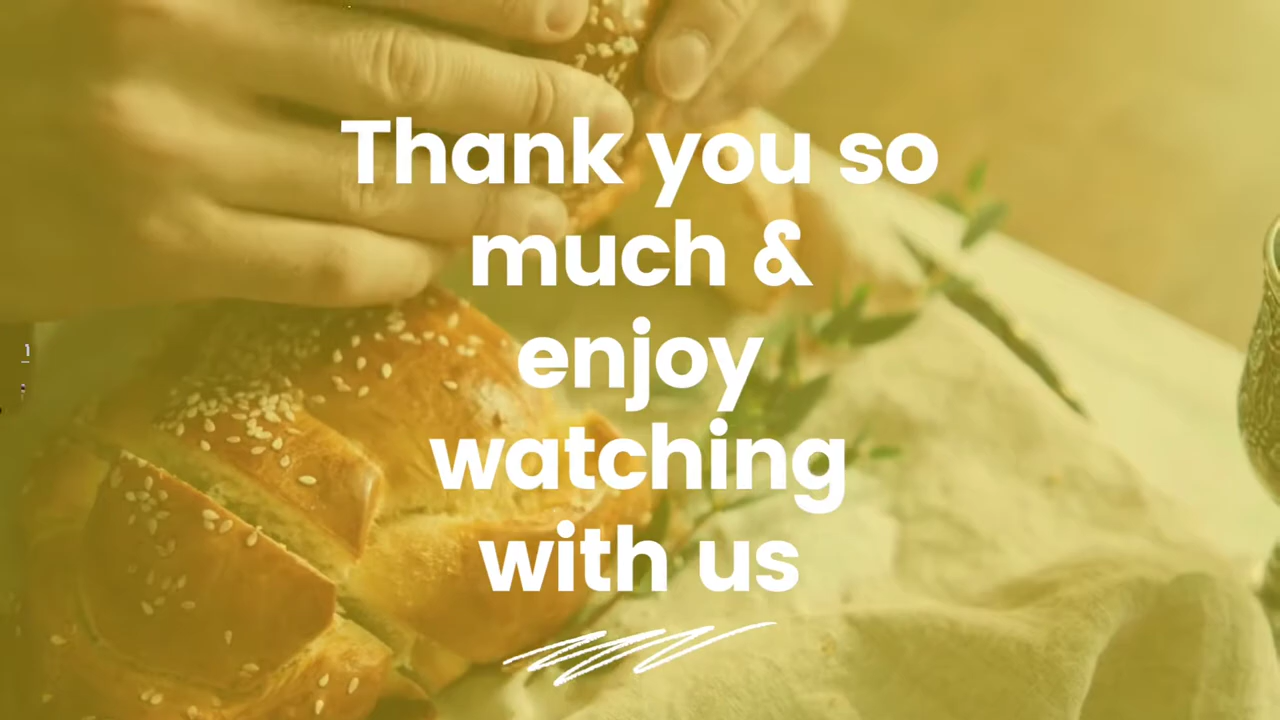 Thank you so
much &
enjoy
watching
with us